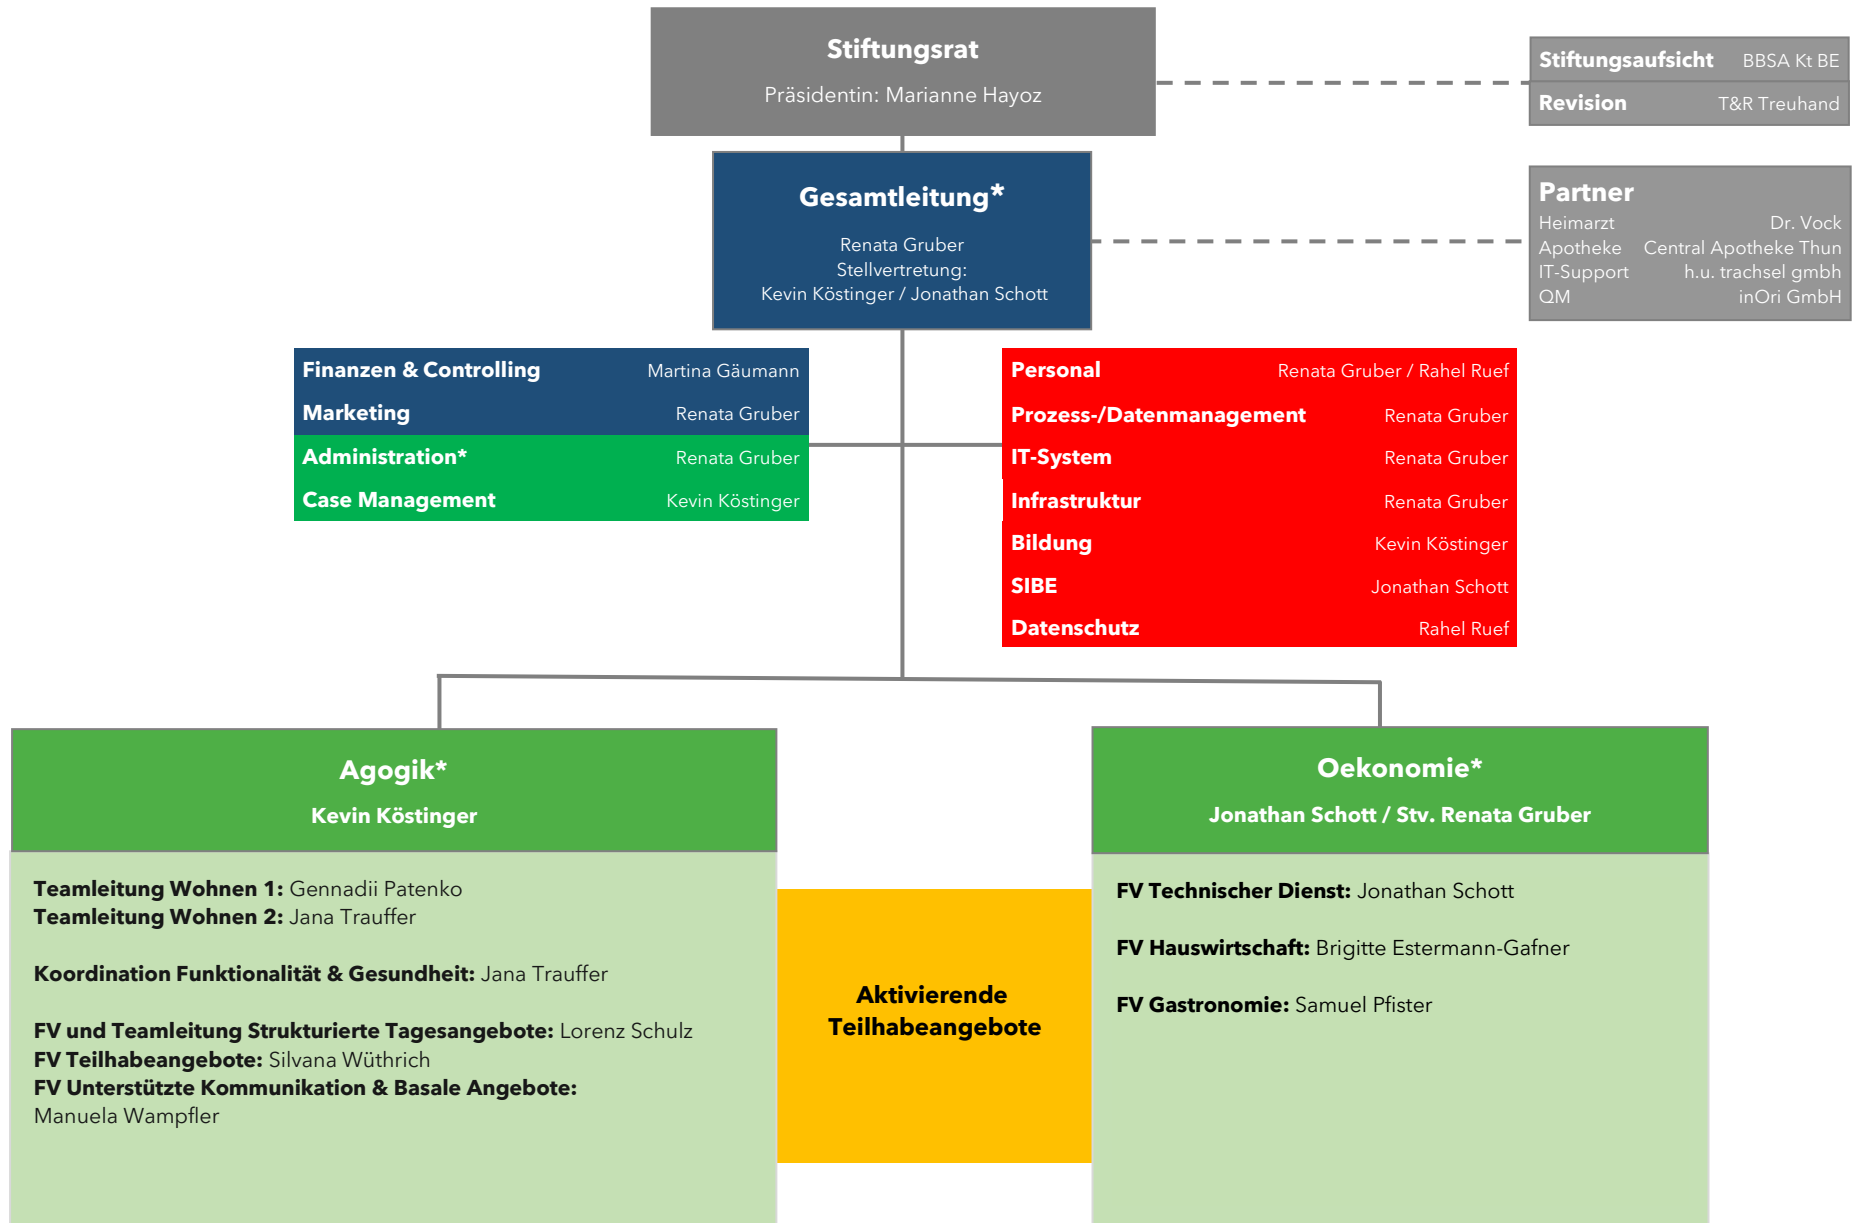 Stiftungsrat
Präsidentin: Marianne Hayoz
Stiftungsaufsicht BBSA Kt BE
Revision T&R Treuhand
Gesamtleitung*
Renata Gruber
Stellvertretung:
Kevin Köstinger / Jonathan Schott
Partner
Heimarzt Dr. Vock
Apotheke Central Apotheke Thun
IT-Support h.u. trachsel gmbh
QM inOri GmbH
Finanzen & Controlling Martina Gäumann
Marketing Renata Gruber
Administration* Renata Gruber
Case Management Kevin Köstinger
Personal Renata Gruber / Rahel Ruef
Prozess-/Datenmanagement Renata Gruber
IT-System Renata Gruber
Infrastruktur Renata Gruber
Bildung Kevin Köstinger
SIBE Jonathan Schott
Datenschutz Rahel Ruef
Agogik*
Kevin Köstinger
Teamleitung Wohnen 1: Gennadii Patenko
Teamleitung Wohnen 2: Jana Trauffer
Koordination Funktionalität & Gesundheit: Jana Trauffer
FV und Teamleitung Strukturierte Tagesangebote: Lorenz Schulz
FV Teilhabeangebote: Silvana Wüthrich
FV Unterstützte Kommunikation & Basale Angebote:
Manuela Wampfler
Aktivierende
Teilhabeangebote
Oekonomie*
Jonathan Schott / Stv. Renata Gruber
FV Technischer Dienst: Jonathan Schott
FV Hauswirtschaft: Brigitte Estermann-Gafner
FV Gastronomie: Samuel Pfister